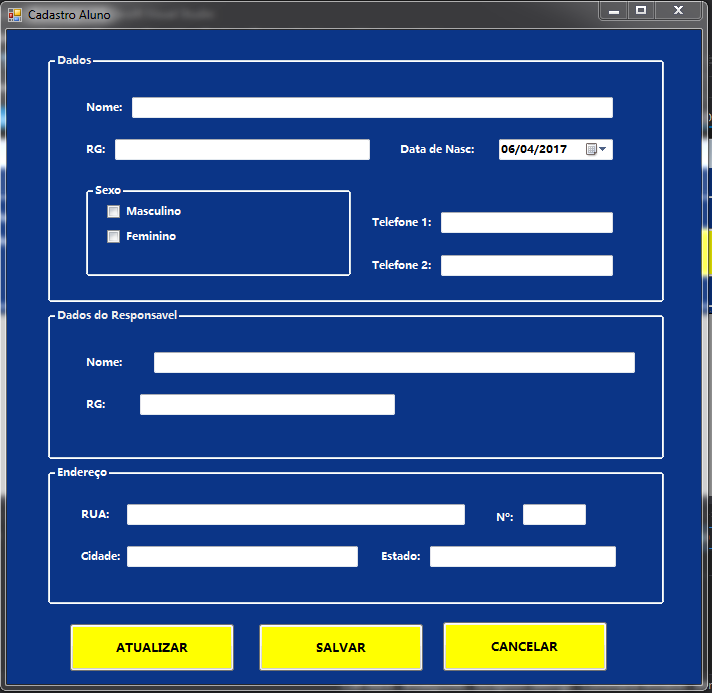 Cadastro Aluno
Dados
Nome:
RG:
Data de Nasc:
06/04/2017
Sexo
Masculino
Feminino
Telefone 1:
Telefone 2:
Dados do Responsavel
Nome:
RG:
Endereço
RUA:
Nº:
Cidade:
Estado:
ATUALIZAR
SALVAR
CANCELAR